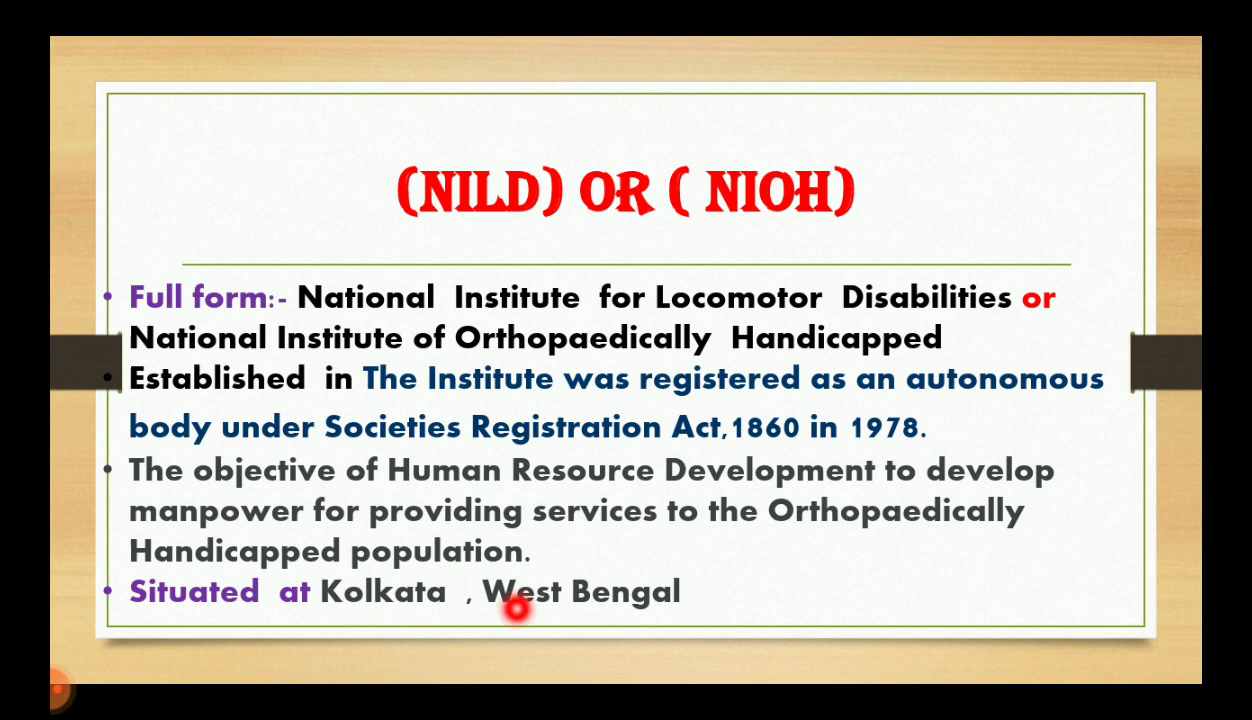 (NILD) OR ( NIOH)
• Full form:- National Institute for Locomotor Disabilities or
National Institute of Orthopaedically Handicapped
• Established in The Institute was registered as an autonomous
body under Societies Registration Act,1860 in 1978.
• The objective of Human Resource Development to develop
manpower for providing services to the Orthopaedically
Handicapped population.
• Situated at Kolkata , West Bengal